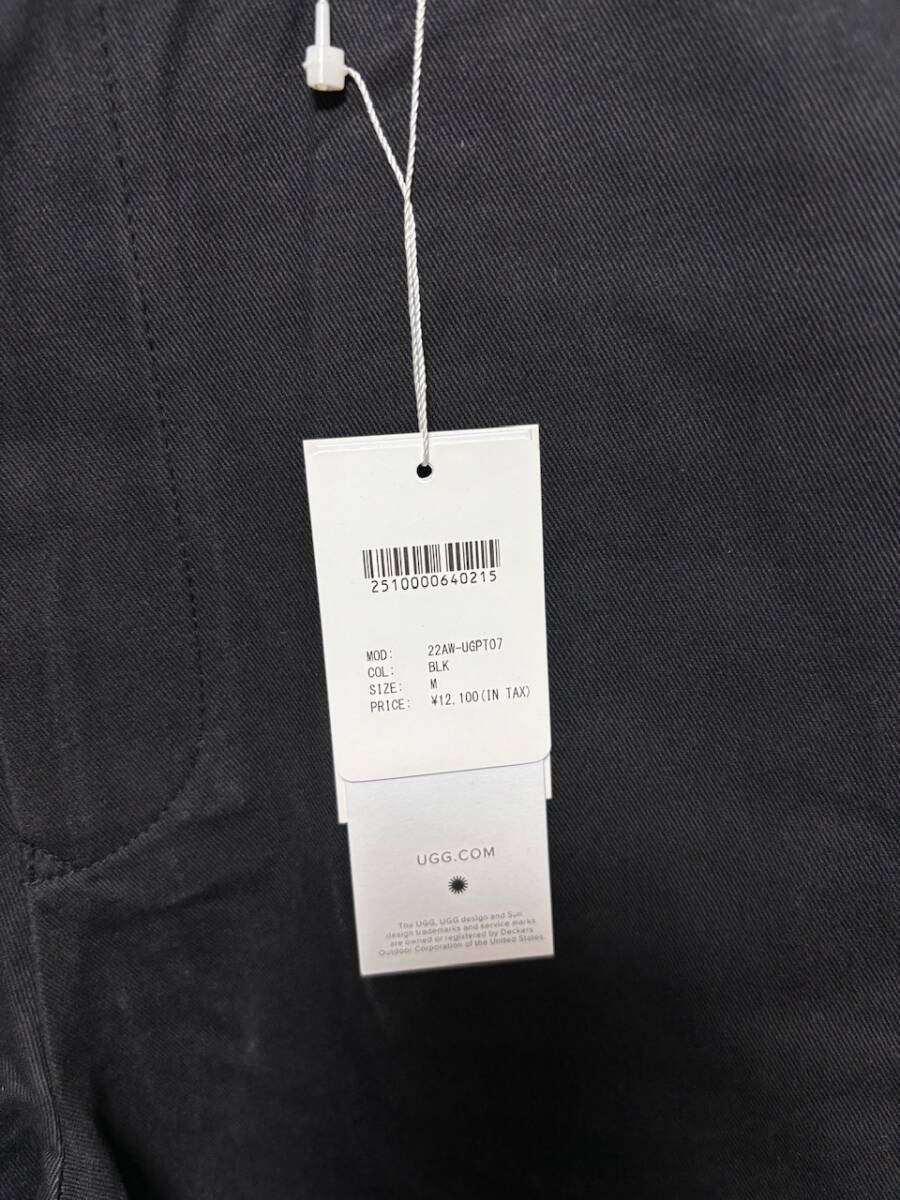 2510000640215
MOD: 22AW-UGPT07
COL: BLK
SIZE: M
PRICE: ¥12,100(IN TAX)
UGG.COM
The UGG, UGG design and Sun
design trademarks and service marks
are owned or registered by Deckers
Outdoor Corporation of the United States.